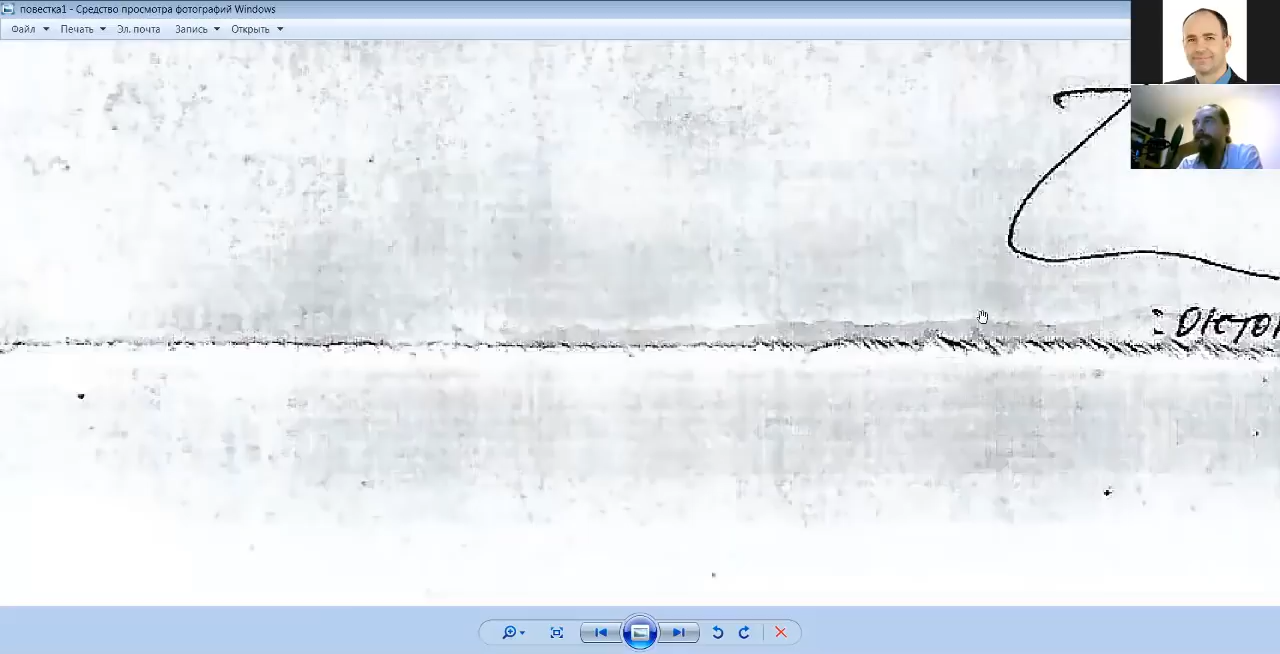 повестка1 - Средство просмотра фотографий Windows
Файл Печать Эл. почта Запись Открыть